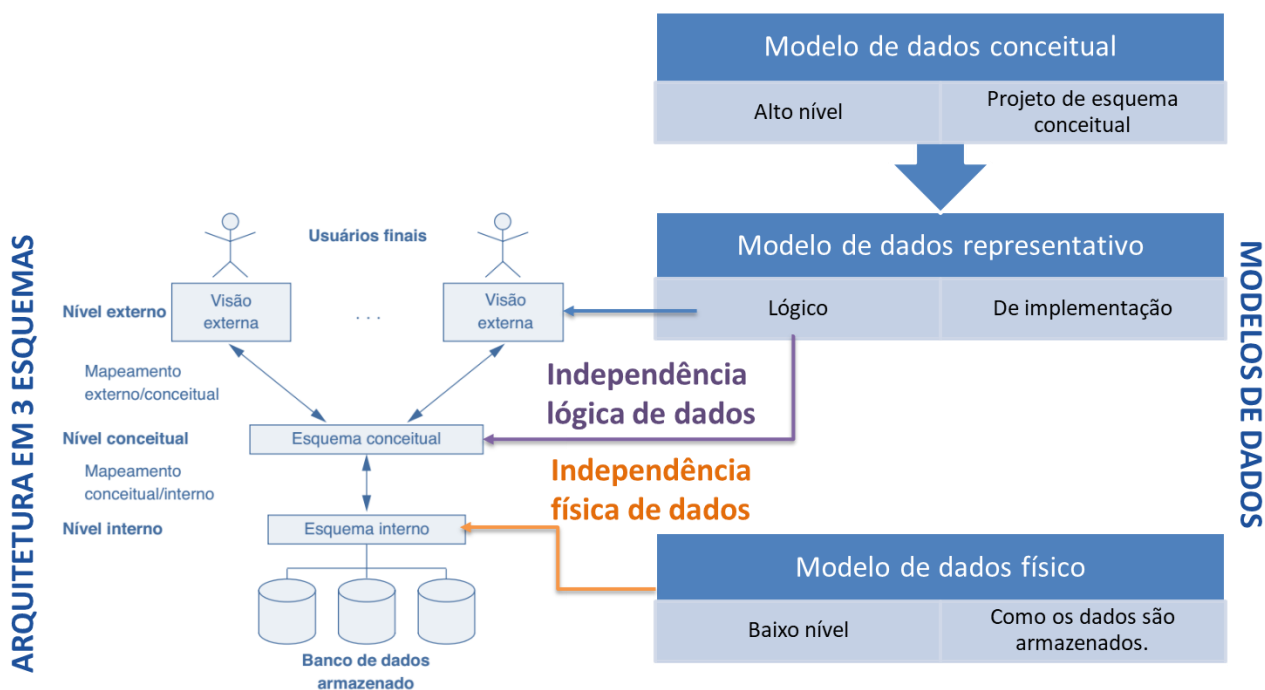 ARQUITETURA EM 3 ESQUEMAS
Usuários finais
Nível externo
Visão
externa
. . .
Visão
externa
Mapeamento
externo/conceitual
Nível conceitual
Esquema conceitual
Mapeamento
conceitual/interno
Nível interno
Esquema interno
Banco de dados
armazenado
Independência
lógica de dados
Independência
física de dados
Modelo de dados conceitual
Alto nível
Projeto de esquema
conceitual
Modelo de dados representativo
Lógico
De implementação
Modelo de dados físico
Baixo nível
Como os dados são
armazenados.
MODELOS DE DADOS